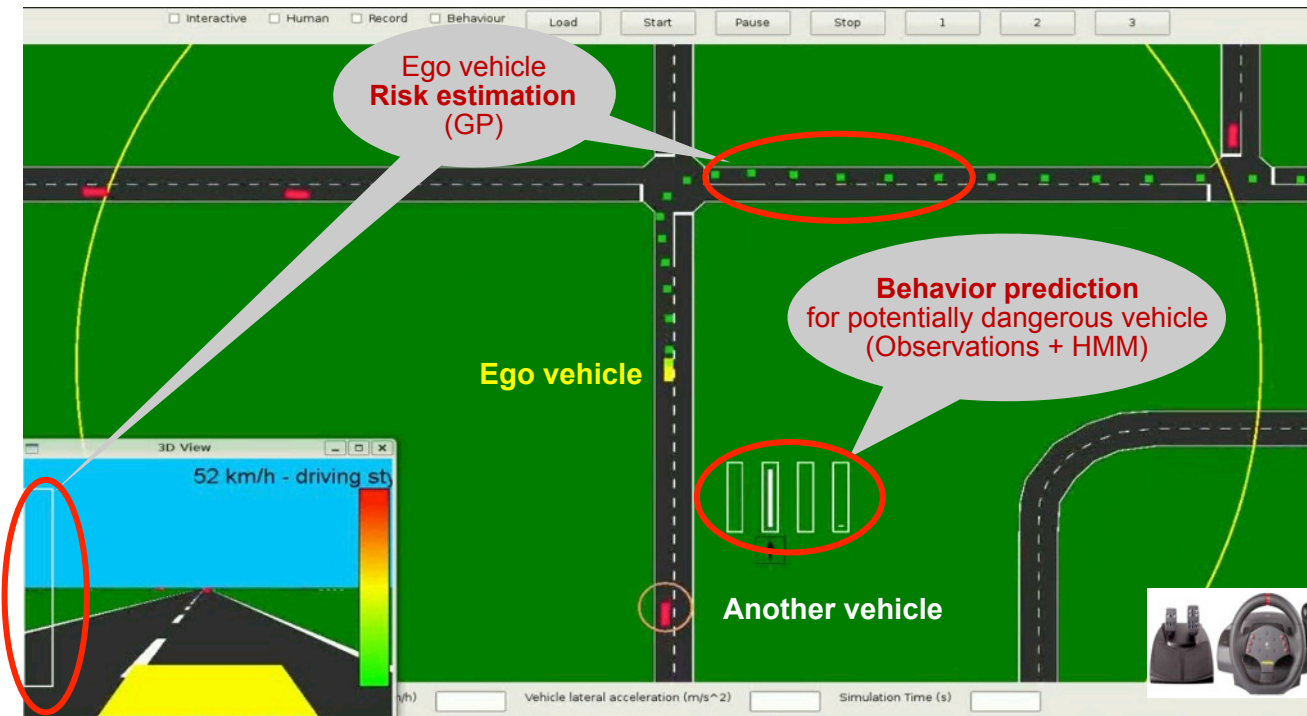 Interactive
Human
Record
Behaviour
Load
Start
Pause
Stop
1
2
3
Ego vehicle
Risk estimation
(GP)
Behavior prediction
for potentially dangerous vehicle
(Observations + HMM)
Ego vehicle
3D View
52 km/h - driving sty
Another vehicle
/h)
Vehicle lateral acceleration (m/s^2)
Simulation Time (s)